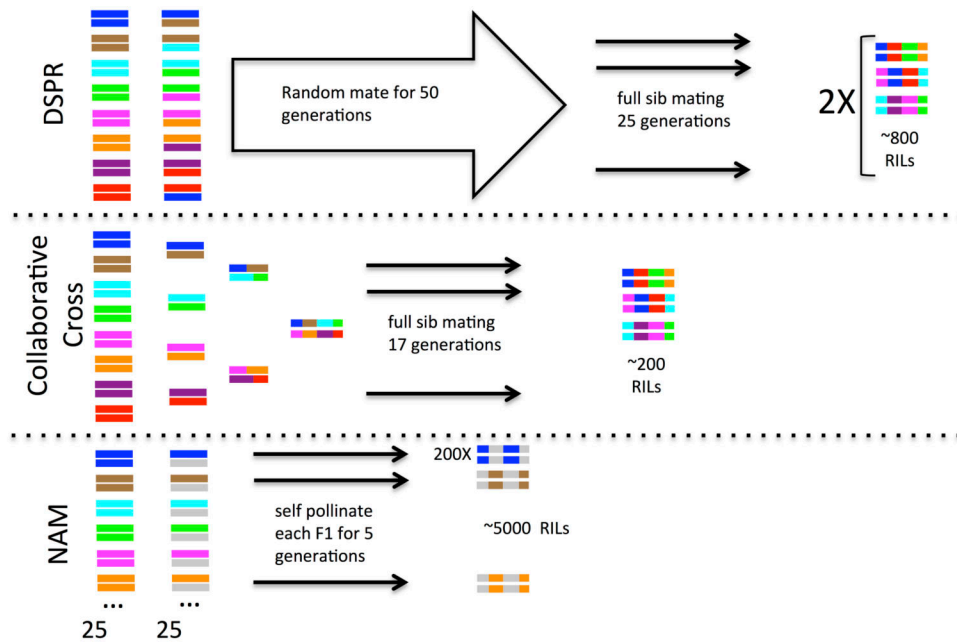 DSPR
Random mate for 50
generations
full sib mating
25 generations
2X
~800
RILs
Collaborative
Cross
full sib mating
17 generations
~200
RILs
NAM
self pollinate
each F1 for 5
generations
200X
~5000 RILs
... ...
25 25